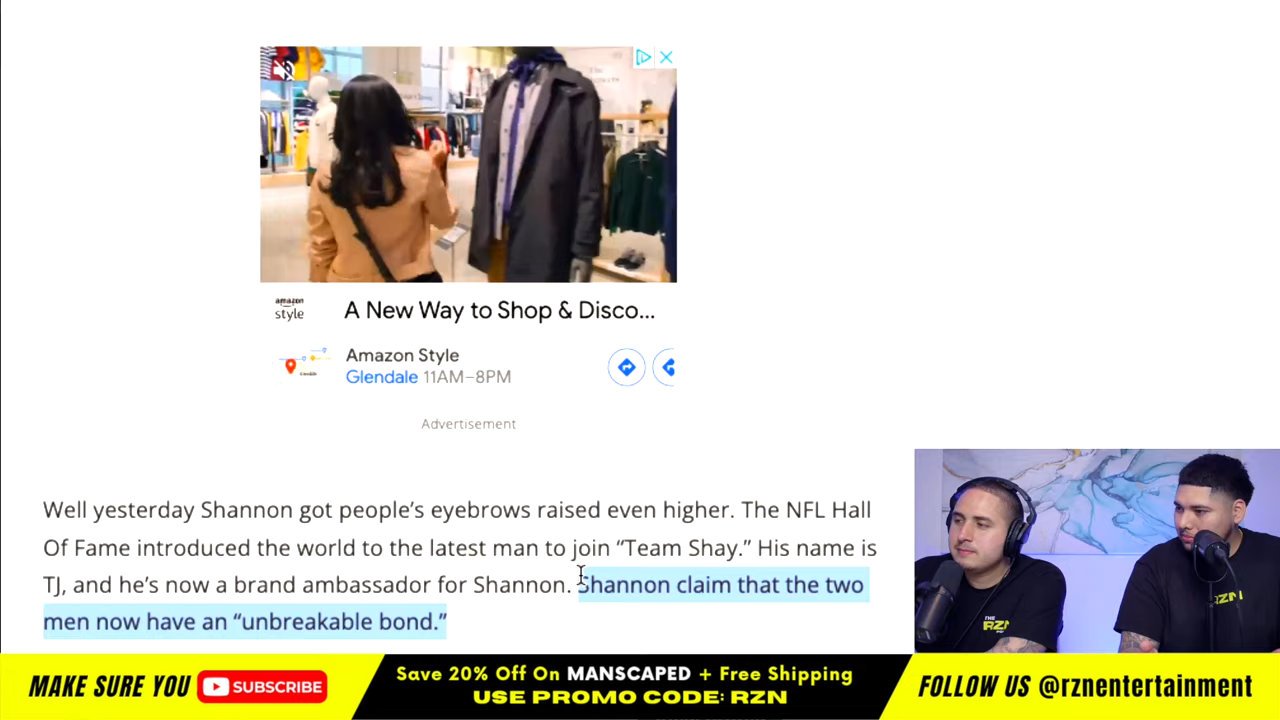 amazon
style
A New Way to Shop & Disco...
Amazon Style
Glendale 11AM–8PM
Advertisement
Well yesterday Shannon got people’s eyebrows raised even higher. The NFL Hall
Of Fame introduced the world to the latest man to join “Team Shay.” His name is
TJ, and he’s now a brand ambassador for Shannon. Shannon claim that the two
men now have an “unbreakable bond.”
THE
RZN
RZN
MAKE SURE YOU SUBSCRIBE
Save 20% Off On MANSCAPED + Free Shipping
USE PROMO CODE: RZN
FOLLOW US @rznentertainment